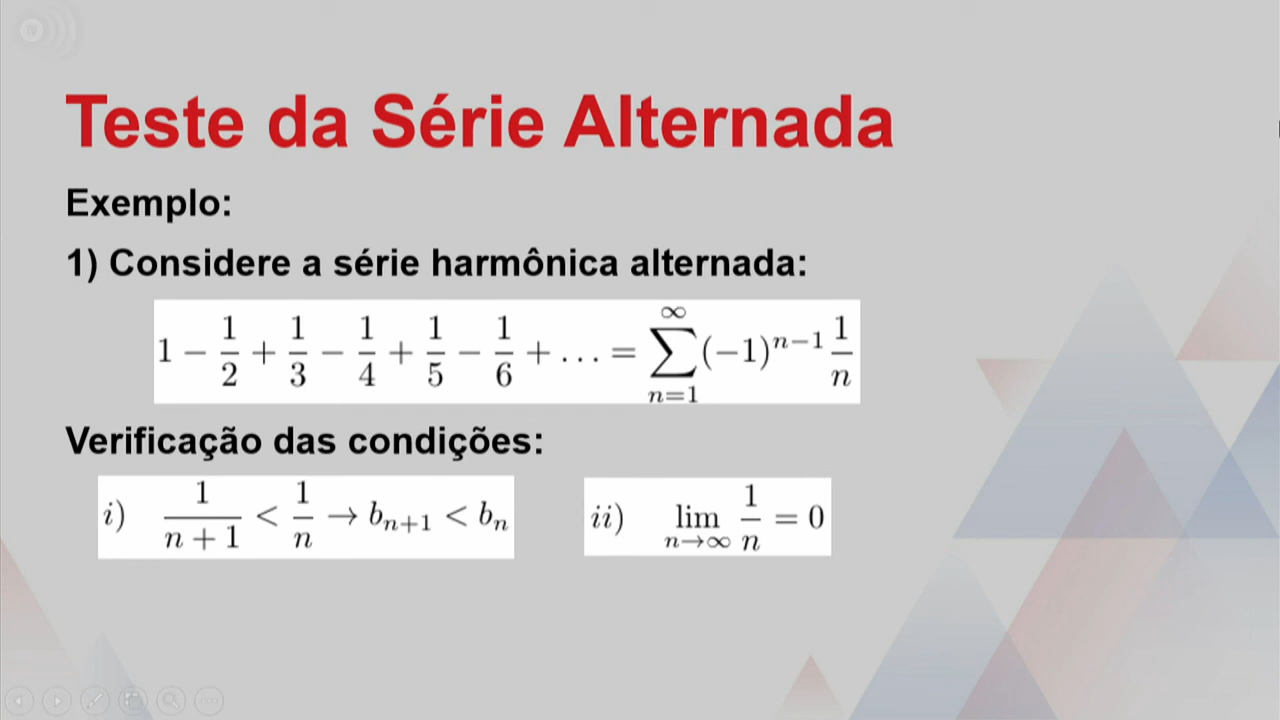 Teste da Série Alternada
Exemplo:
1) Considere a série harmônica alternada:
1 − 1/2 + 1/3 − 1/4 + 1/5 − 1/6 + ... = ∑_{n=1}^{∞} (−1)^{n−1} 1/n
Verificação das condições:
i) 1/(n + 1) < 1/n → b_{n+1} < b_n
ii) lim_{n→∞} 1/n = 0